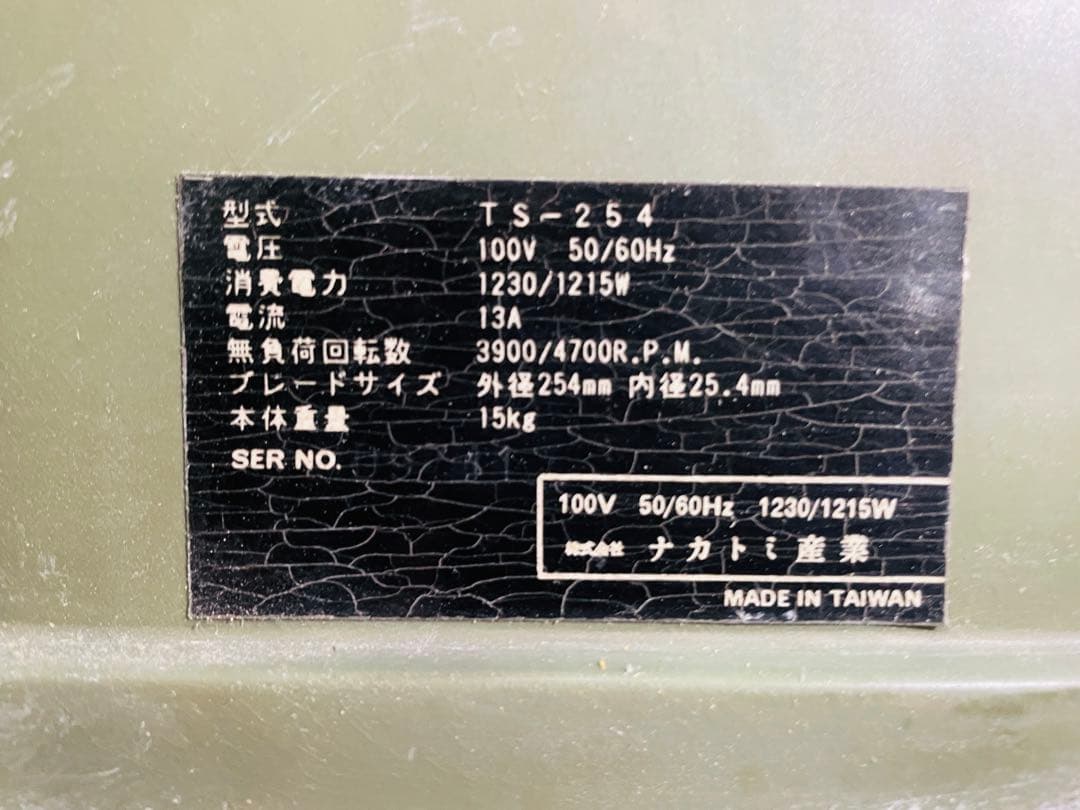 型式 TS-254
電圧 100V 50/60Hz
消費電力 1230/1215W
電流 13A
無負荷回転数 3900/4700R.P.M.
ブレードサイズ 外径254mm 内径25.4mm
本体重量 15kg
SER NO.
100V 50/60Hz 1230/1215W
株式会社 ナカトミ産業
MADE IN TAIWAN